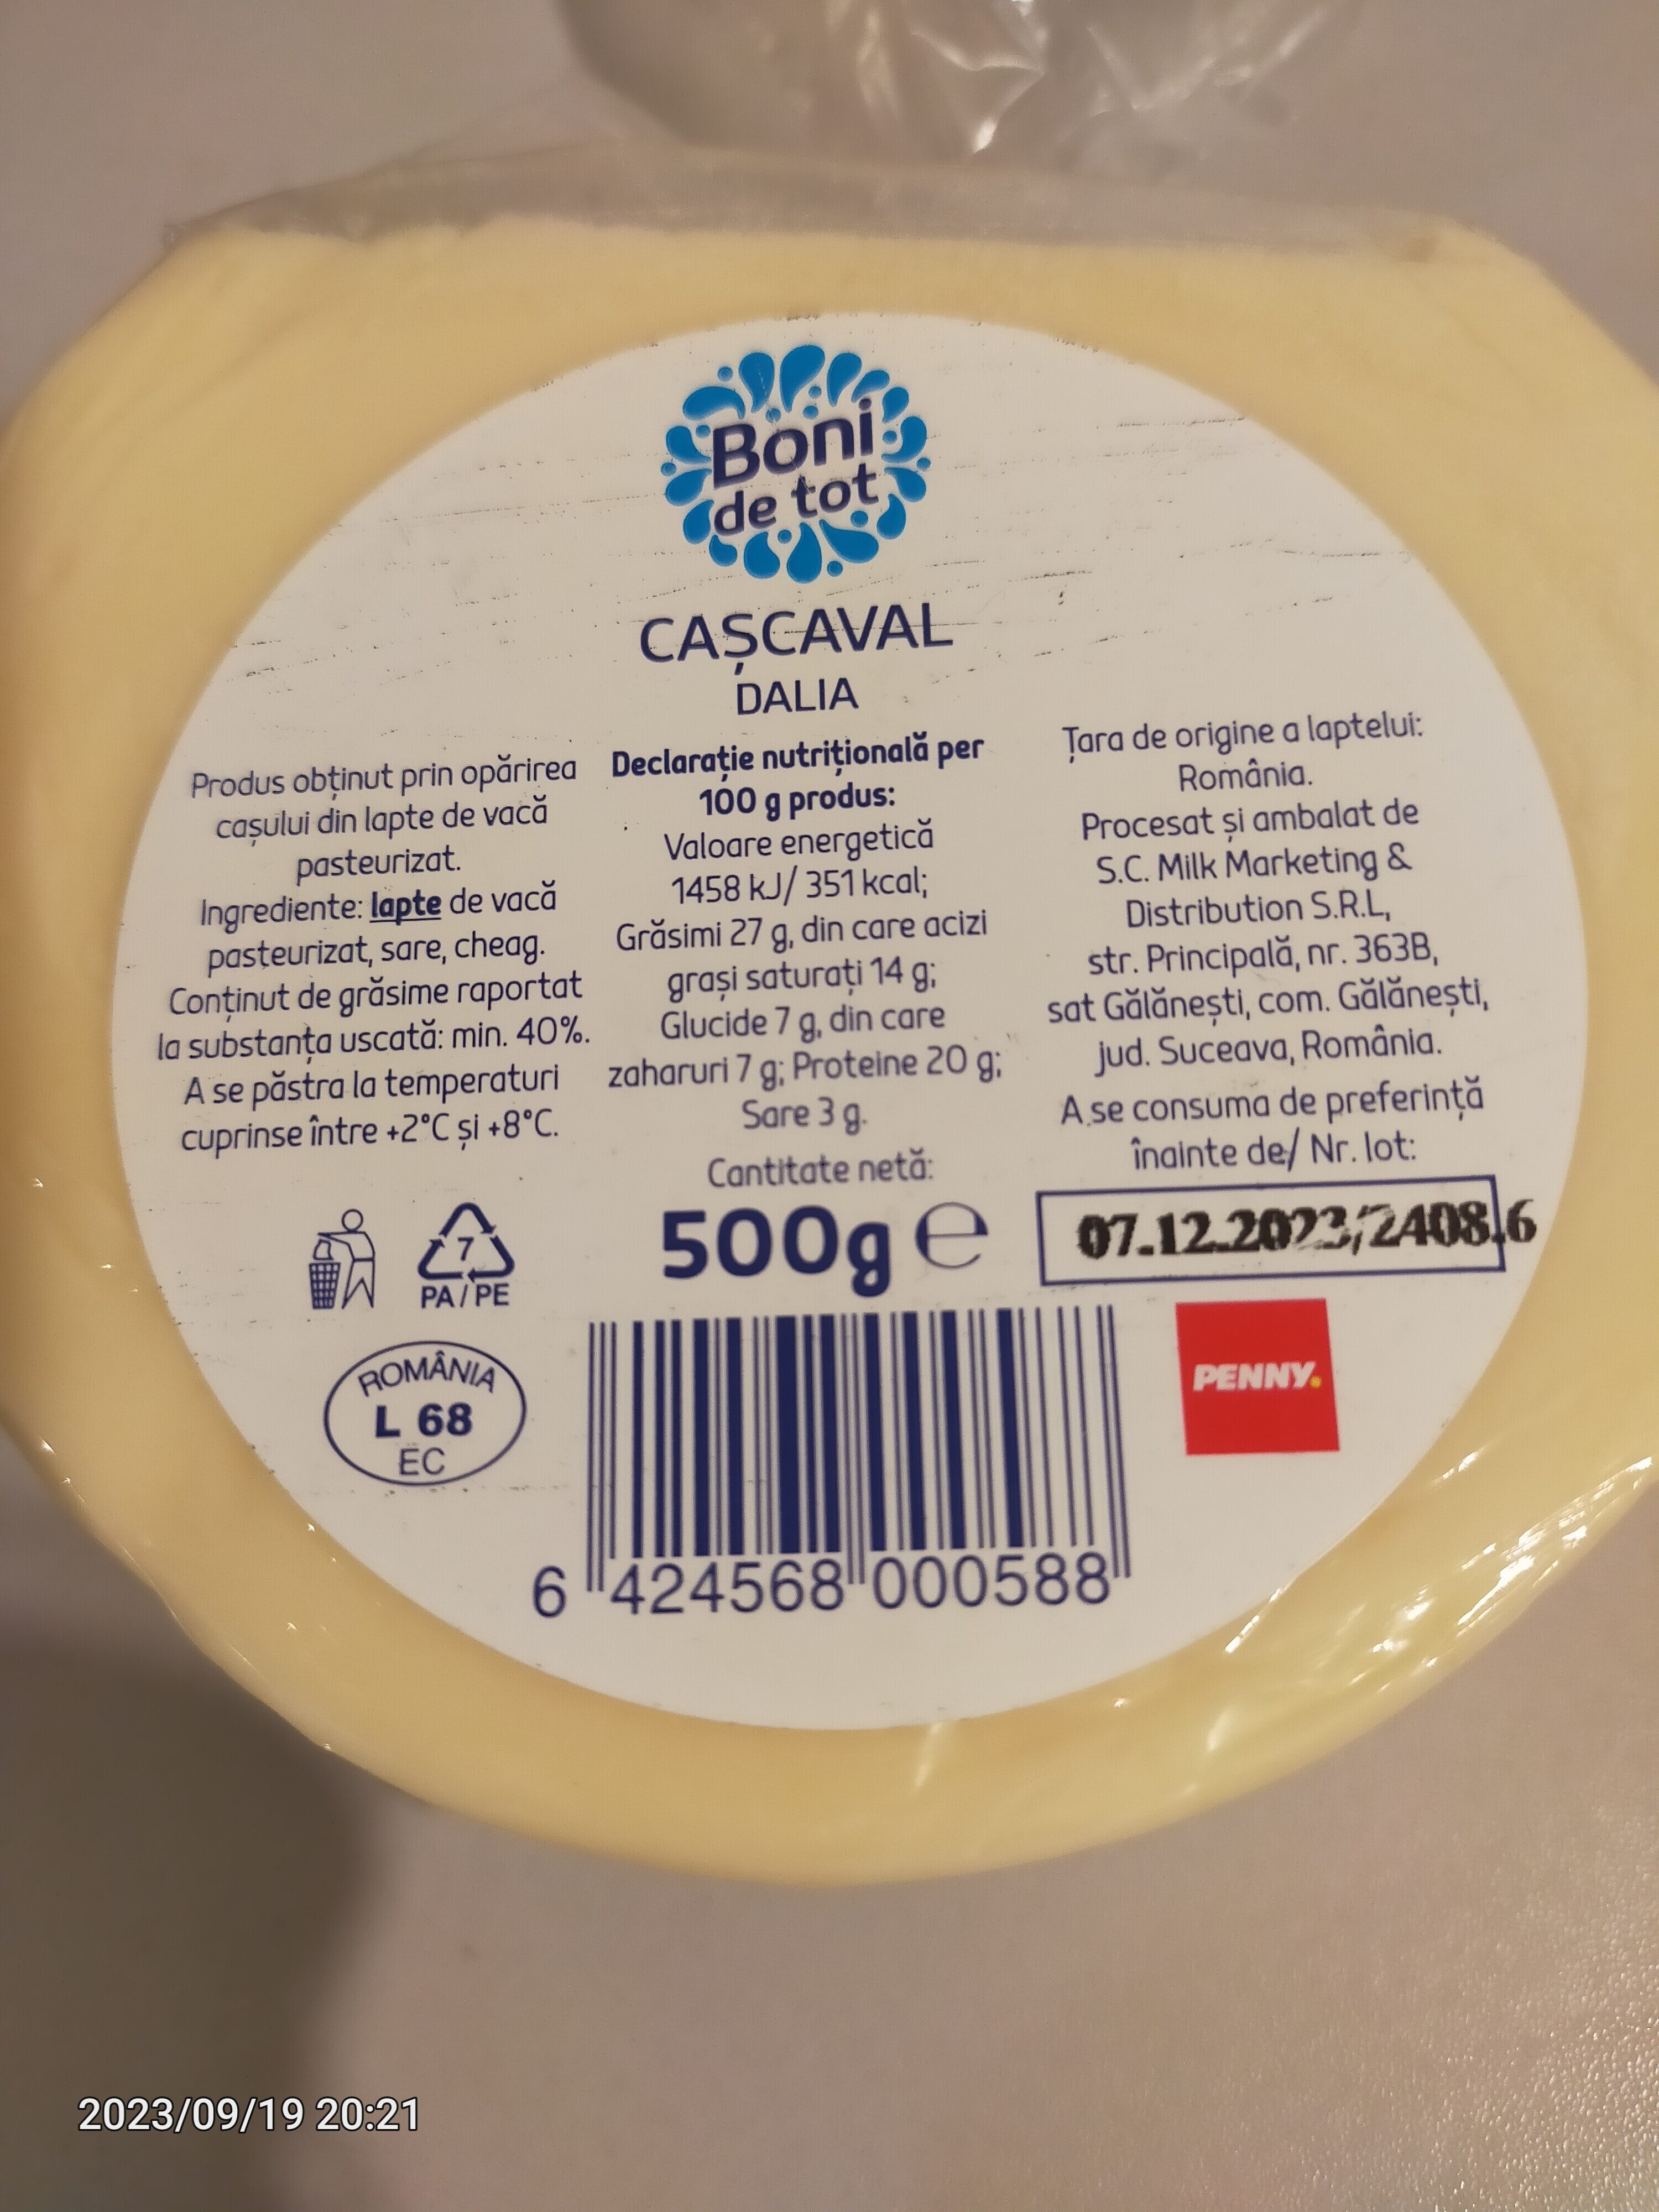 Boni
de tot
CAȘCAVAL
DALIA
Produs obținut prin opărirea
cașului din lapte de vacă
pasteurizat.
Ingrediente: lapte de vacă
pasteurizat, sare, cheag.
Conținut de grăsime raportat
la substanța uscată: min. 40%.
A se păstra la temperaturi
cuprinse între +2°C și +8°C.
Declarație nutrițională per
100 g produs:
Valoare energetică
1458 kJ/ 351 kcal;
Grăsimi 27 g, din care acizi
grași saturați 14 g;
Glucide 7 g, din care
zaharuri 7 g; Proteine 20 g;
Sare 3 g.
Cantitate netă:
500g e
Țara de origine a laptelui:
România.
Procesat și ambalat de
S.C. Milk Marketing &
Distribution S.R.L,
str. Principală, nr. 363B,
sat Gălănești, com. Gălănești,
jud. Suceava, România.
A se consuma de preferință
înainte de/ Nr. lot:
07.12.2023/2408.6
7
PA/PE
ROMÂNIA
L 68
EC
PENNY.
6 424568 000588
2023/09/19 20:21